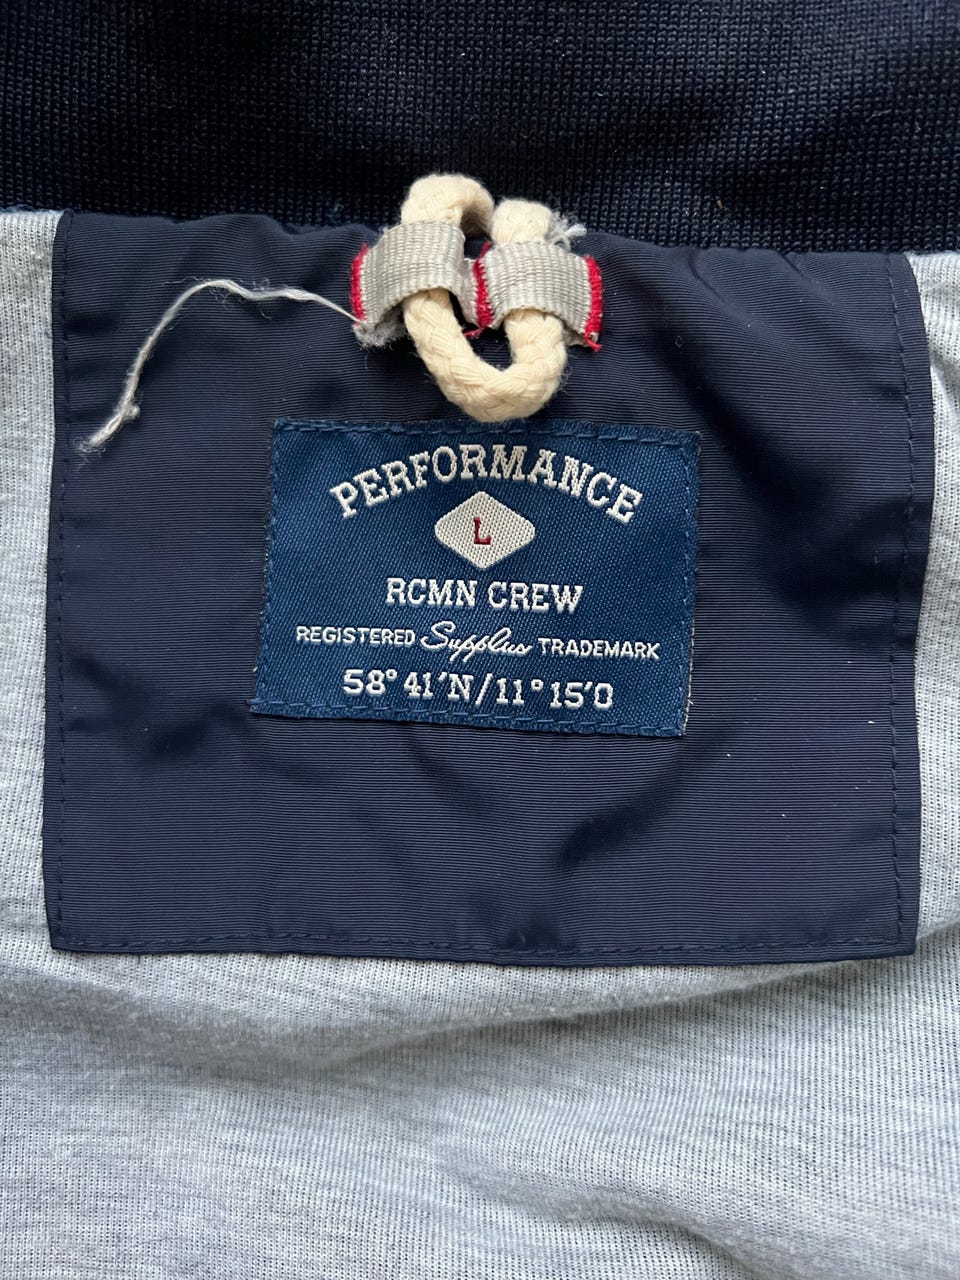 PERFORMANCE
L
RCMN CREW
REGISTERED Supplus TRADEMARK
58° 41'N/11° 15'O